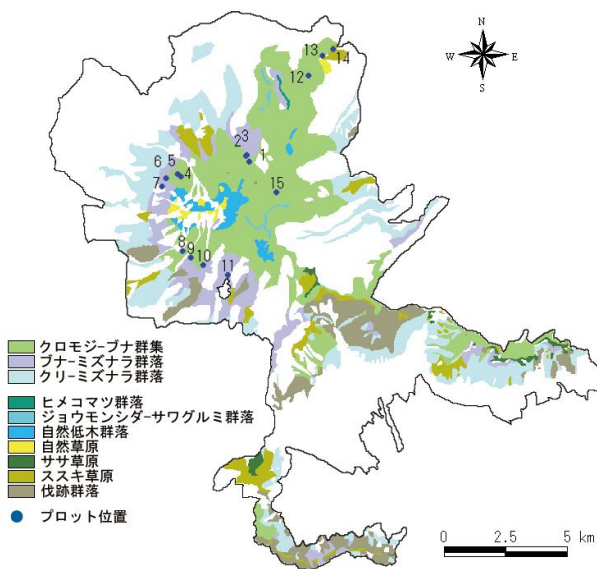 N
W E
S
13
14
12
2
3
1
6
5
4
7
15
8
9
10
11
クロモジーブナ群集
ブナーミズナラ群落
クリーミズナラ群落
ヒメコマツ群落
ジョウモンシダーサワグルミ群落
自然低木群落
自然草原
ササ草原
ススキ草原
伐跡群落
プロット位置
0 2.5 5 km